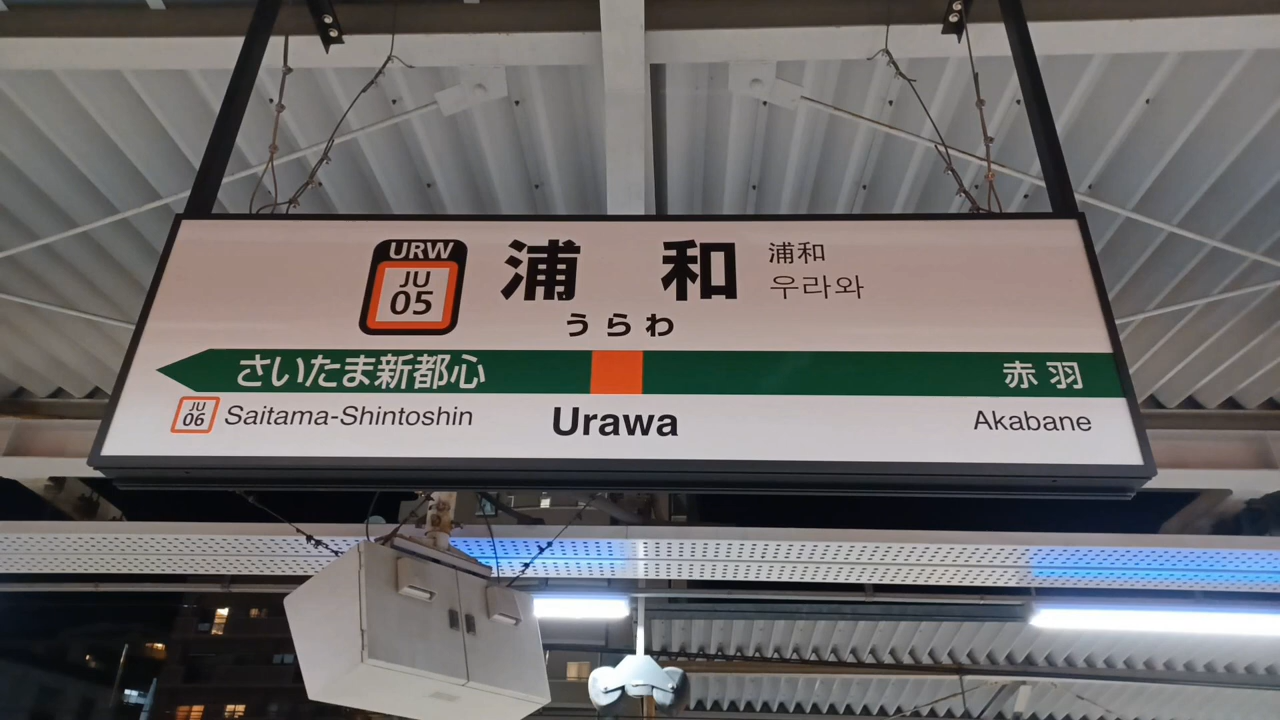 URW
JU
05
浦 和
浦和
우라와
うらわ
さいたま新都心
赤羽
JU
06
Saitama-Shintoshin
Urawa
Akabane